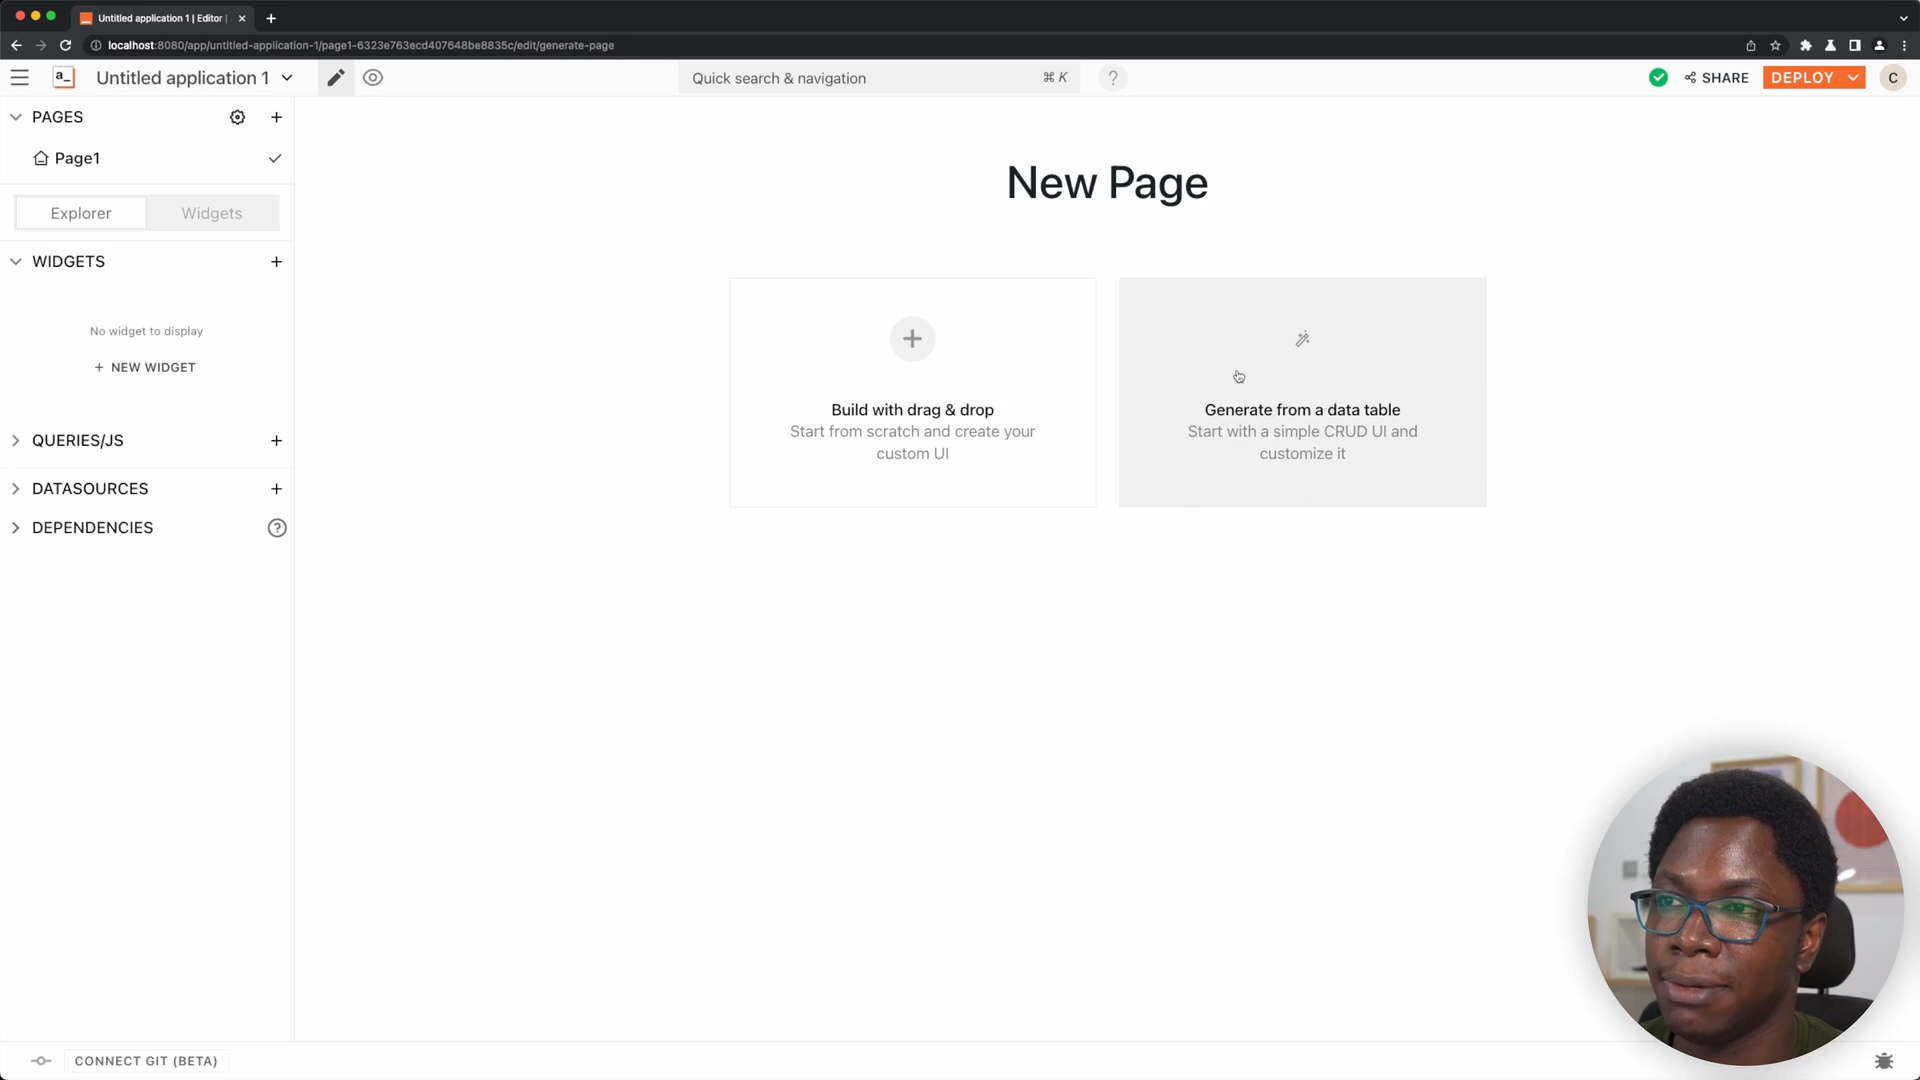 Untitled application 1 | Editor |
localhost:8080/app/untitled-application-1/page1-6323e763ecd407648be8835c/edit/generate-page
a_
Untitled application 1
Quick search & navigation
⌘ K
?
SHARE
DEPLOY
C
PAGES
Page1
Explorer
Widgets
WIDGETS
No widget to display
+ NEW WIDGET
QUERIES/JS
DATASOURCES
DEPENDENCIES
?
New Page
Build with drag & drop
Start from scratch and create your
custom UI
Generate from a data table
Start with a simple CRUD UI and
customize it
CONNECT GIT (BETA)